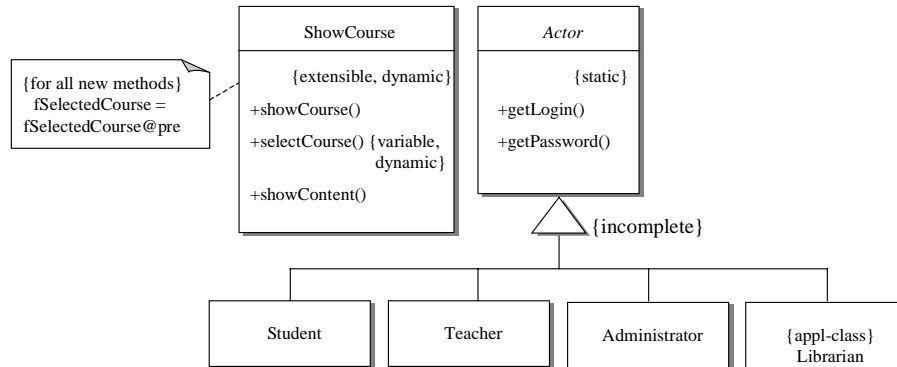 ShowCourse
{extensible, dynamic}
+showCourse()
+selectCourse() {variable,
dynamic}
+showContent()
{for all new methods}
fSelectedCourse =
fSelectedCourse@pre
Actor
{static}
+getLogin()
+getPassword()
{incomplete}
Student
Teacher
Administrator
{appl-class}
Librarian